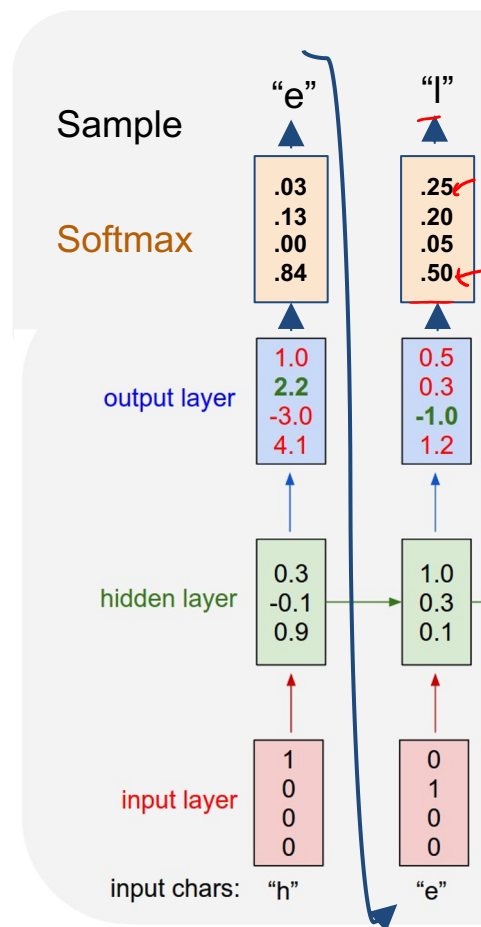 “e” “l”
Sample
.03 .25
.13 .20
Softmax
.00 .05
.84 .50
1.0 0.5
output layer 2.2 0.3
-3.0 -1.0
4.1 1.2
0.3 1.0
hidden layer -0.1 0.3
0.9 0.1
1 0
input layer 0 1
0 0
0 0
input chars: “h” “e”